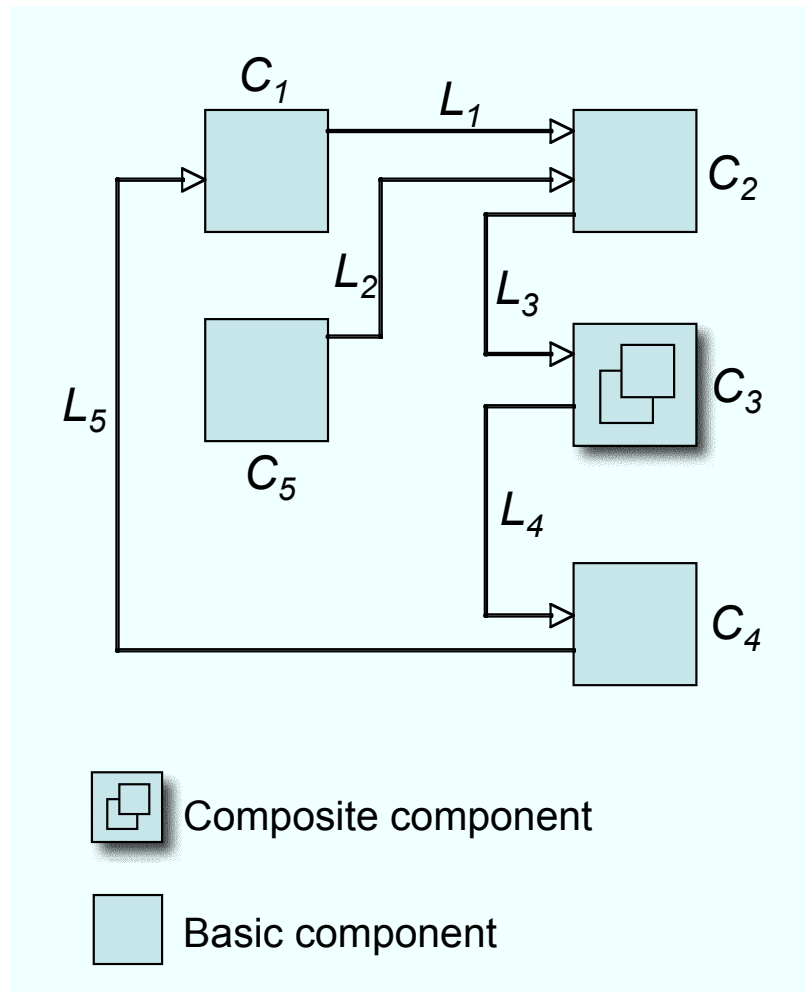 C1
L1
C2
L2
L3
C3
L5
C5
L4
C4
Composite component
Basic component